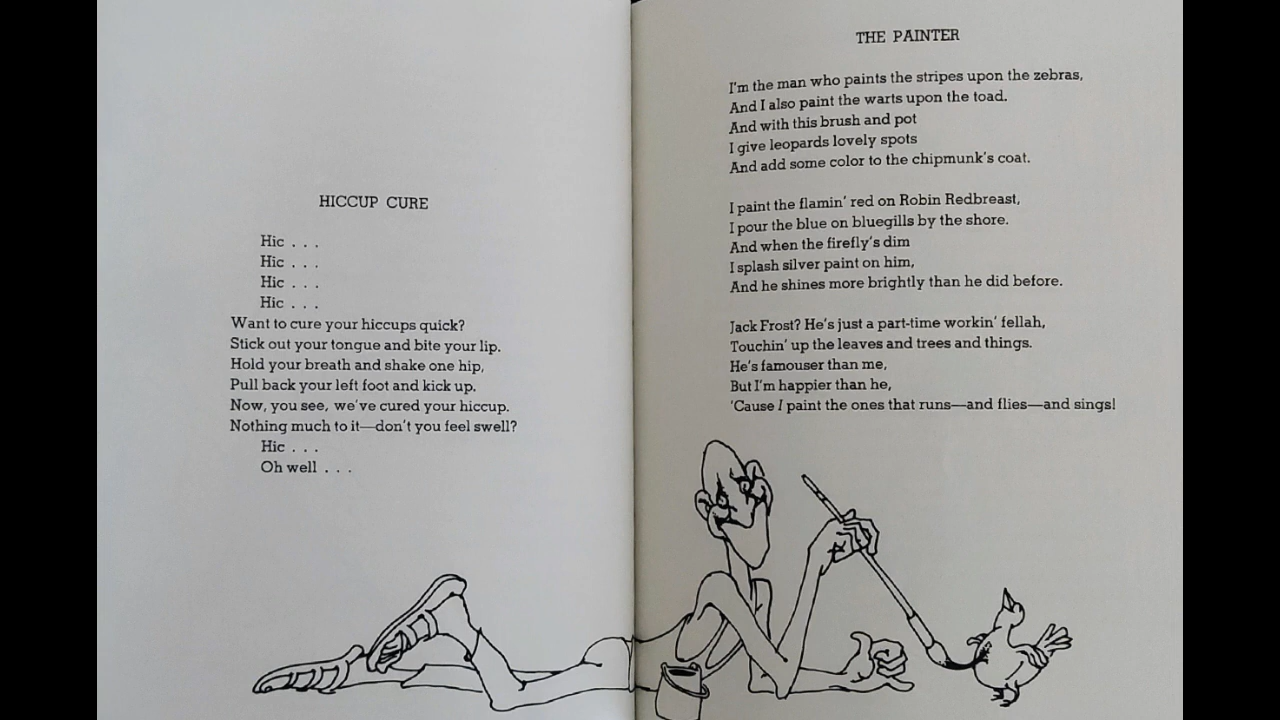 HICCUP CURE
Hic . . .
Hic . . .
Hic . . .
Hic . . .
Want to cure your hiccups quick?
Stick out your tongue and bite your lip.
Hold your breath and shake one hip,
Pull back your left foot and kick up.
Now, you see, we've cured your hiccup.
Nothing much to it—don't you feel swell?
Hic . . .
Oh well . . .
THE PAINTER
I'm the man who paints the stripes upon the zebras,
And I also paint the warts upon the toad.
And with this brush and pot
I give leopards lovely spots
And add some color to the chipmunk's coat.
I paint the flamin' red on Robin Redbreast,
I pour the blue on bluegills by the shore.
And when the firefly's dim
I splash silver paint on him,
And he shines more brightly than he did before.
Jack Frost? He's just a part-time workin' fellah,
Touchin' up the leaves and trees and things.
He's famouser than me,
But I'm happier than he,
'Cause I paint the ones that runs—and flies—and sings!